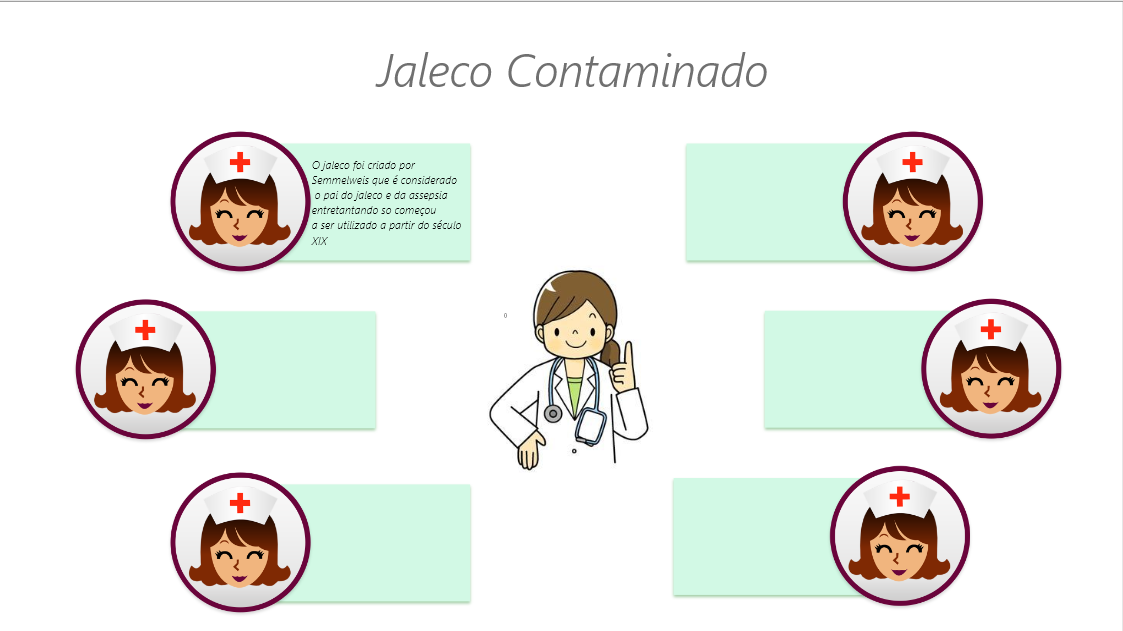 Jaleco Contaminado
O jaleco foi criado por
Semmelweis que é considerado
o pai do jaleco e da assepsia
entretantando so começou
a ser utilizado a partir do século
XIX
0